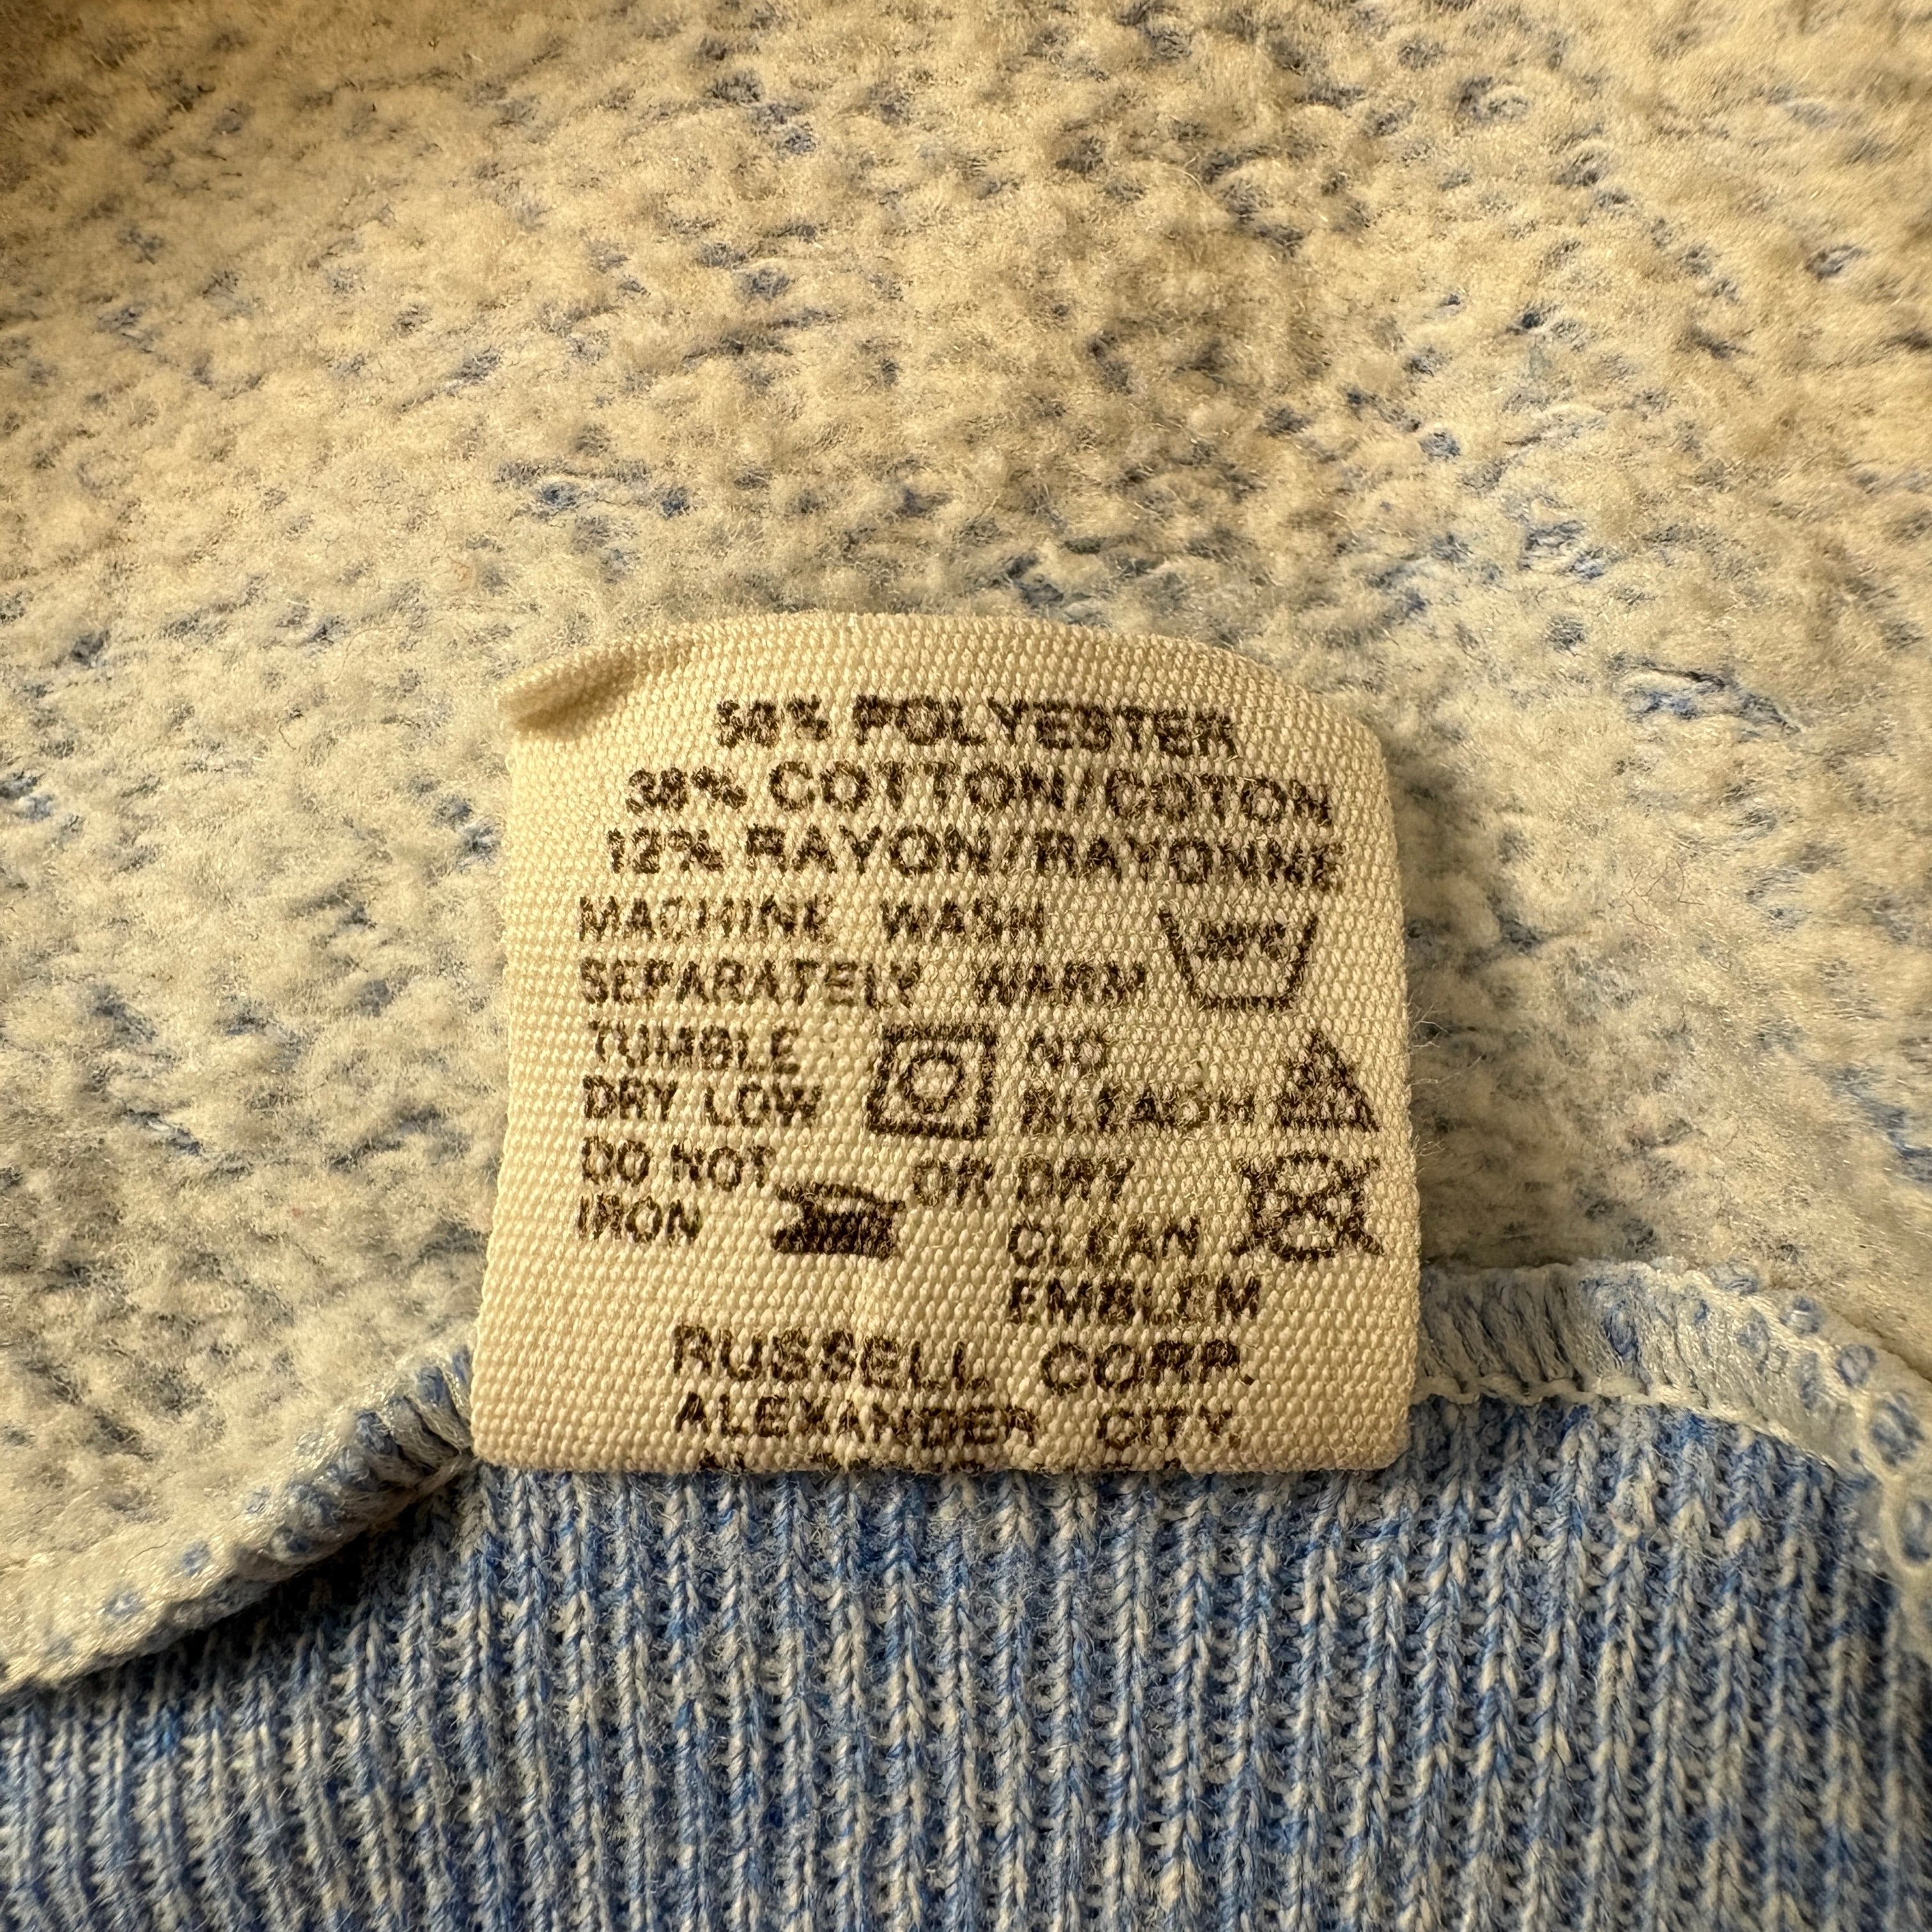 50% POLYESTER
38% COTTON/COTON
12% RAYON/RAYONNE
MACHINE WASH
SEPARATELY WARM
TUMBLE
DRY LOW
NO
BLEACH
DO NOT
IRON
OR DRY
CLEAN
EMBLEM
RUSSELL CORP.
ALEXANDER CITY,